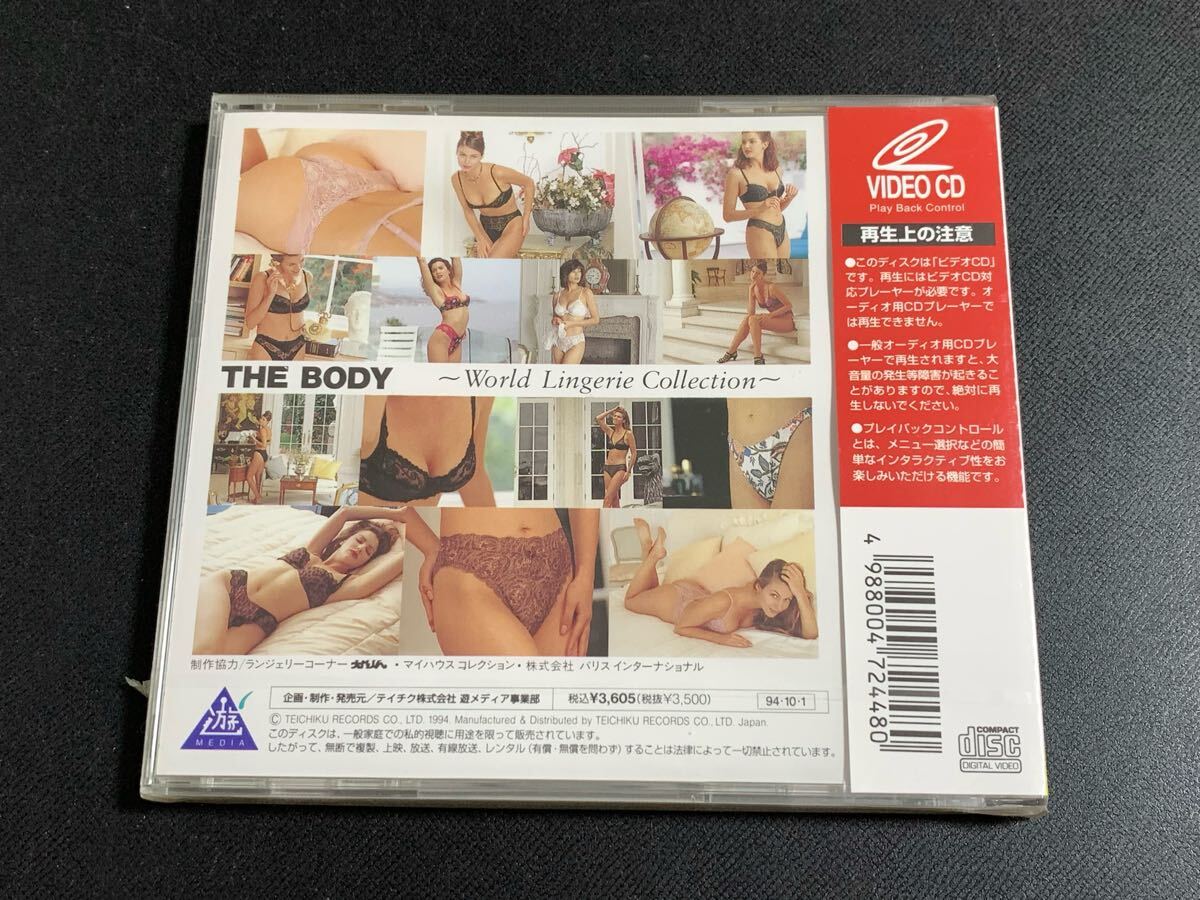 VIDEO CD
Play Back Control
再生上の注意
●このディスクは「ビデオCD」
です。再生にはビデオCD対
応プレーヤーが必要です。オ
ーディオ用CDプレーヤーで
は再生できません。
●一般オーディオ用CDプレ
ーヤーで再生されますと、大
音量の発生等障害が起きるこ
とがありますので、絶対に再
生しないでください。
●プレイバックコントロール
とは、メニュー選択などの簡
単なインタラクティブ性をお
楽しみいただける機能です。
THE BODY ～World Lingerie Collection～
制作協力/ランジェリーコーナー ・マイハウス コレクション・株式会社 パリス インターナショナル
遊
MEDIA
企画・制作・発売元/テイチク株式会社 遊メディア事業部 税込¥3,605(税抜¥3,500) 94・10・1
Ⓒ TEICHIKU RECORDS CO., LTD. 1994. Manufactured & Distributed by TEICHIKU RECORDS CO., LTD. Japan.
このディスクは、一般家庭での私的視聴に用途を限って販売されています。
したがって、無断で複製、上映、放送、有線放送、レンタル(有償・無償を問わず)することは法律によって一切禁止されています。
4 988004 724480
COMPACT
disc
DIGITAL VIDEO